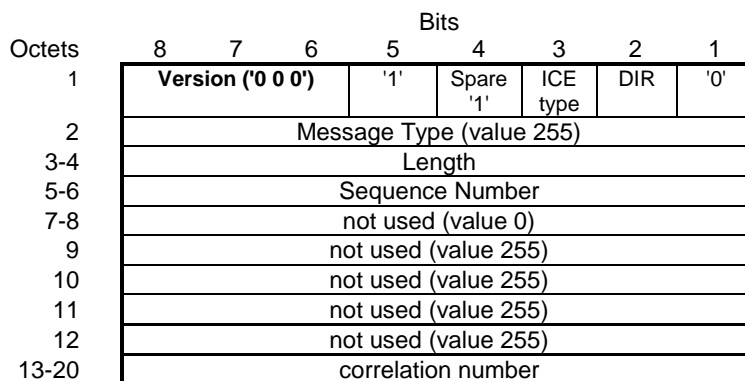 Bits
Octets 8 7 6 5 4 3 2 1
1 Version ('0 0 0') '1' Spare '1' ICE type DIR '0'
2 Message Type (value 255)
3-4 Length
5-6 Sequence Number
7-8 not used (value 0)
9 not used (value 255)
10 not used (value 255)
11 not used (value 255)
12 not used (value 255)
13-20 correlation number